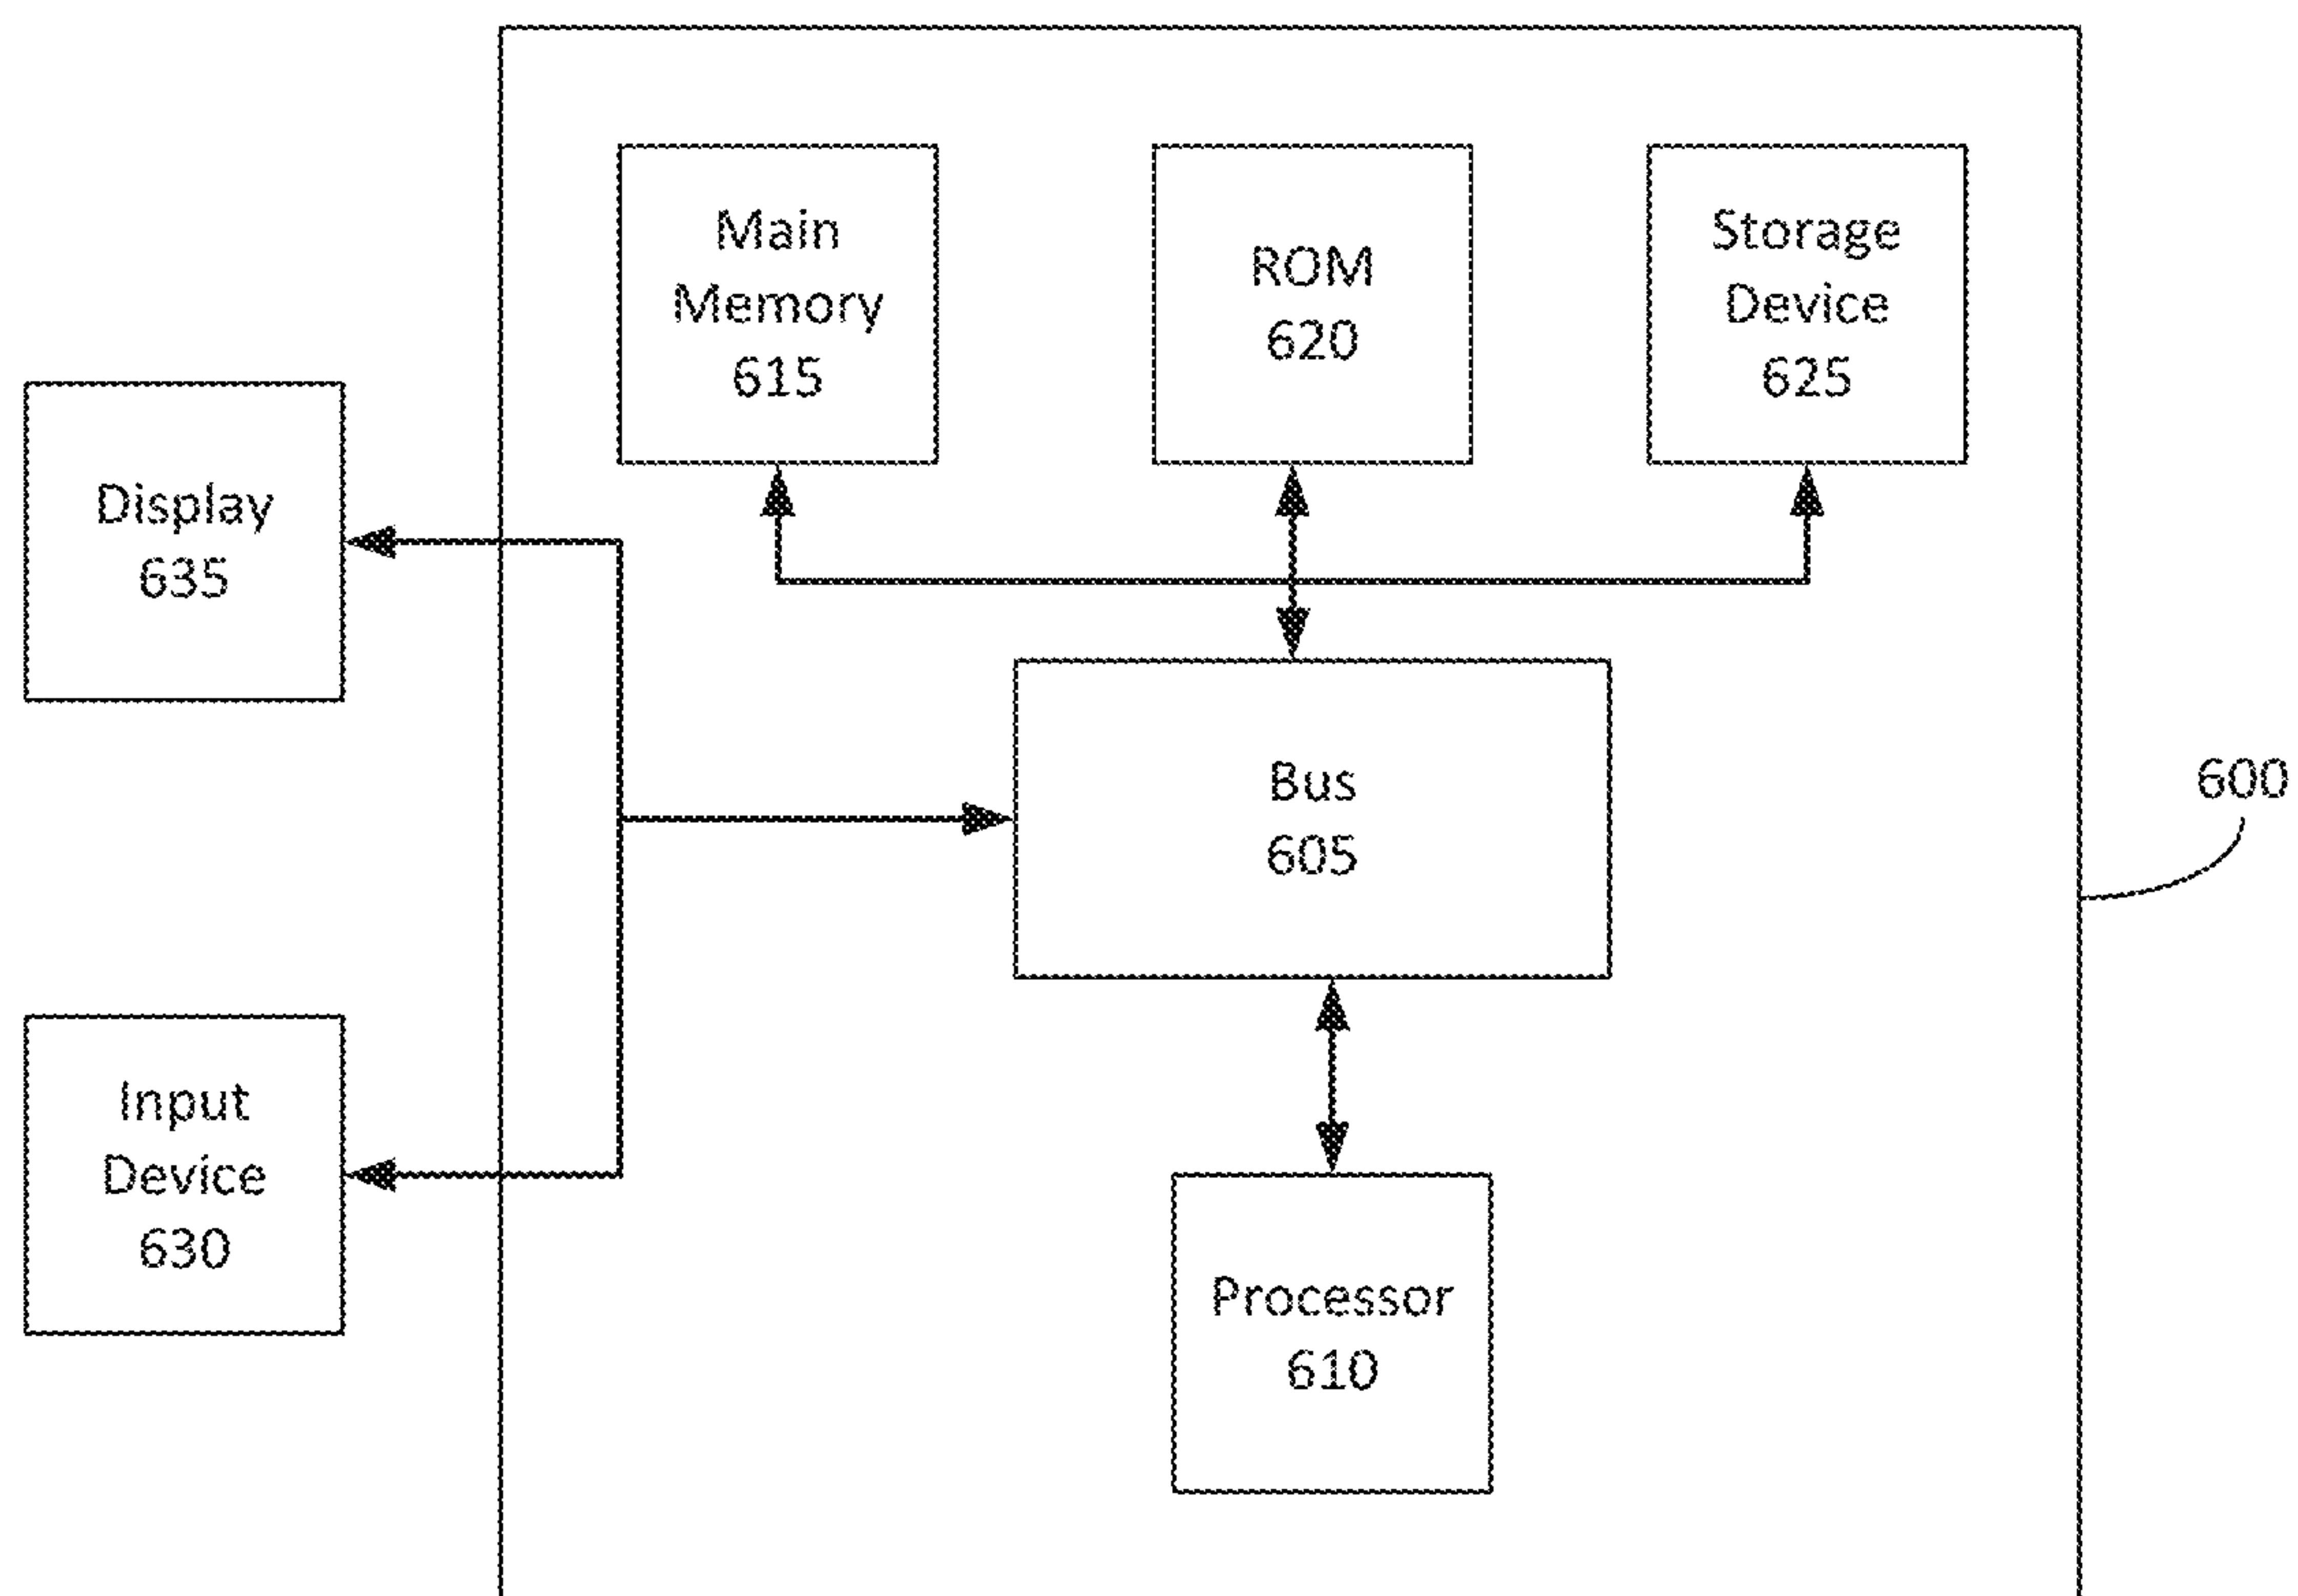 Main
Memory
615
ROM
620
Storage
Device
625
Display
635
Bus
605
600
Input
Device
630
Processor
610